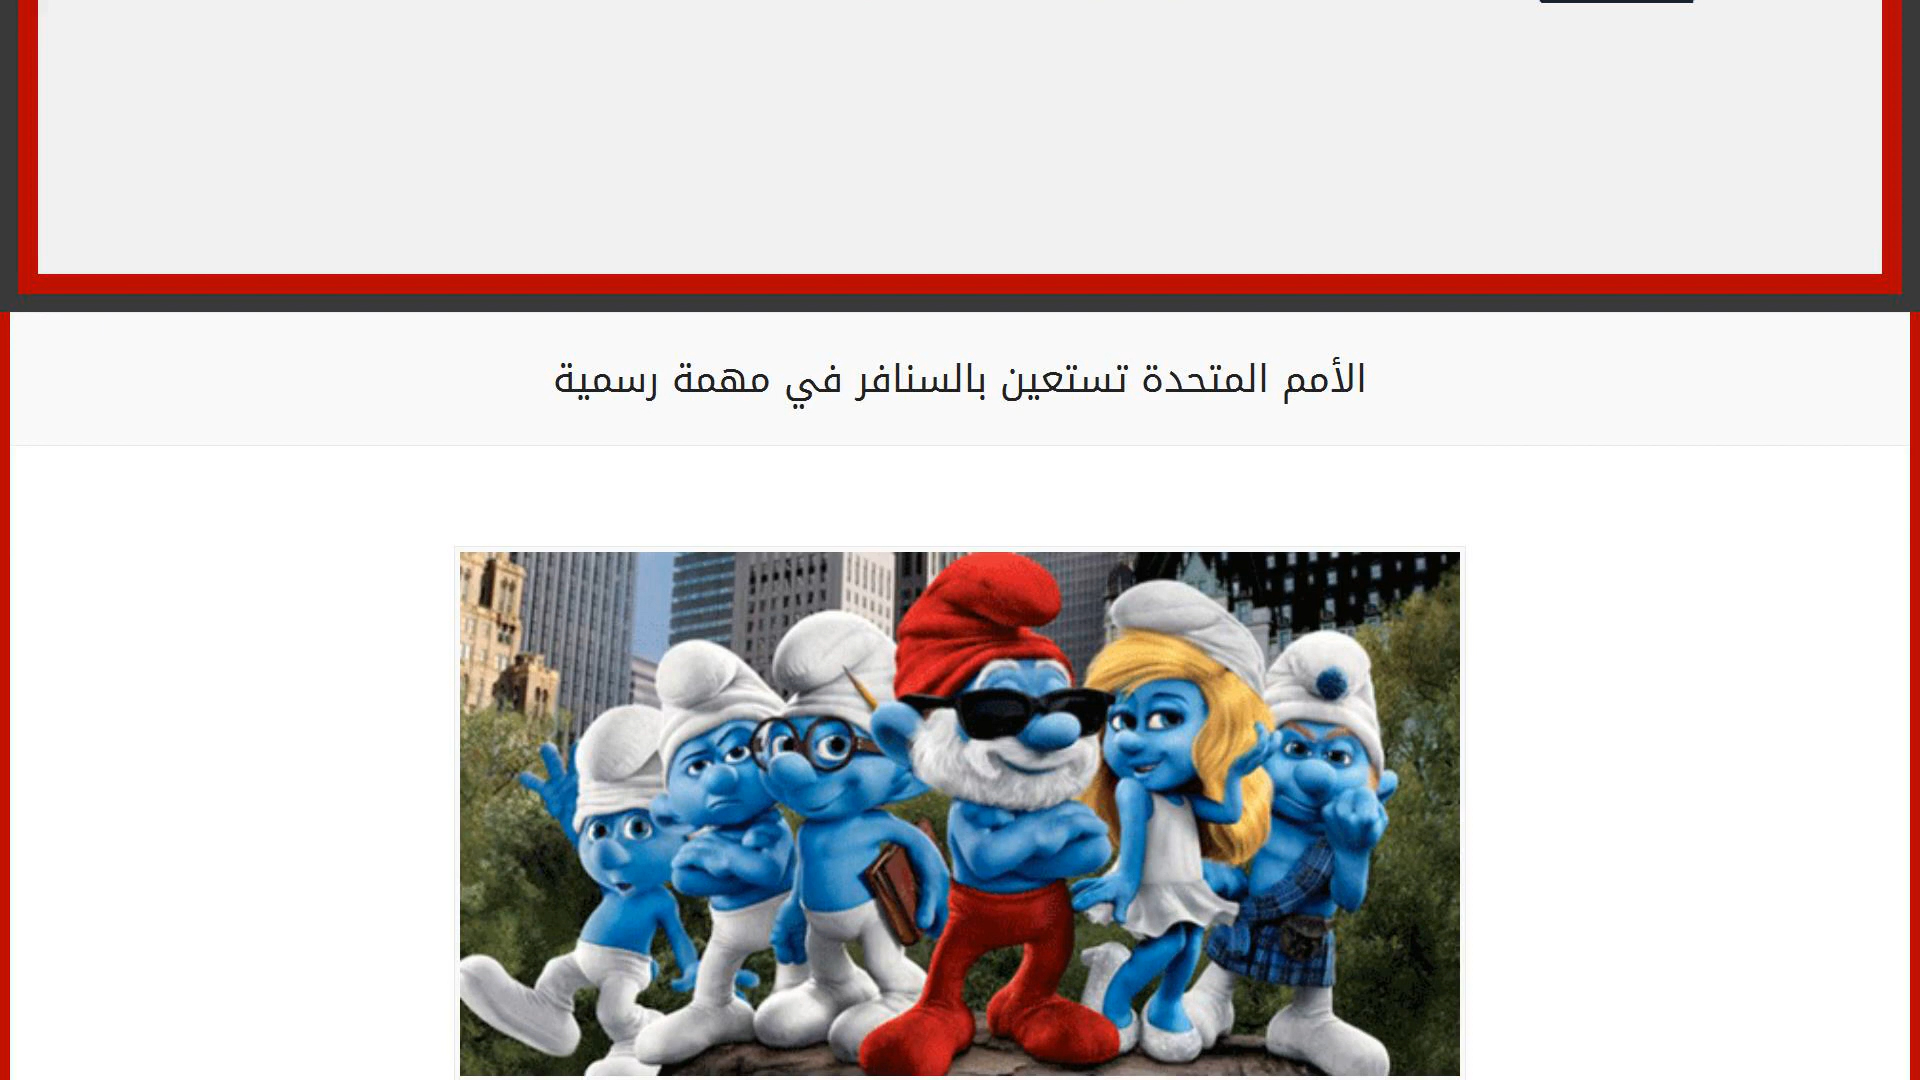 الأمم المتحدة تستعين بالسنافر في مهمة رسمية